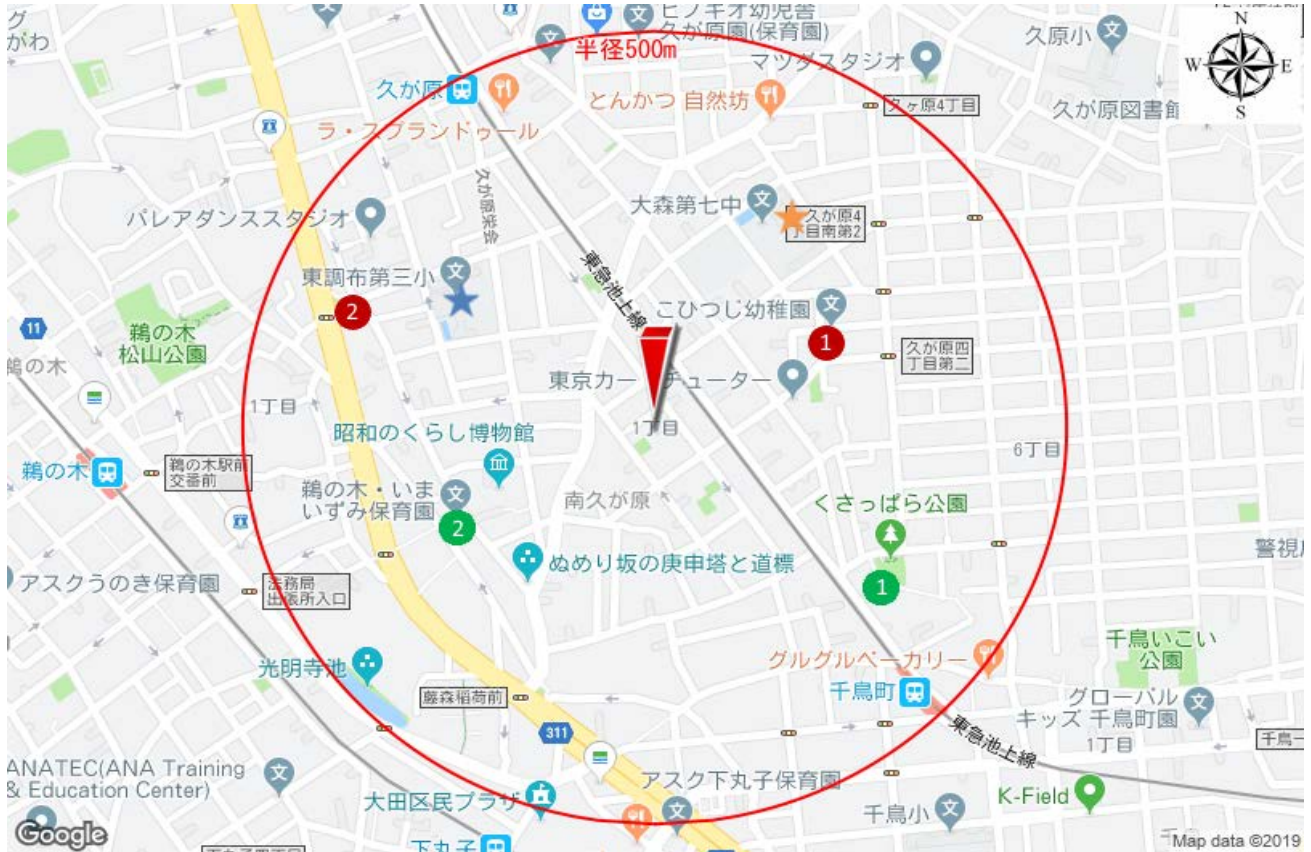 グ
がわ
ピノキオ幼児舎
久が原園(保育園)
久原小
N
W
E
S
半径500m
久が原
マツダスタジオ
とんかつ 自然坊
久ヶ原4丁目
久が原図書館
ラ・スブランドゥール
久が原栄会
バレアダンススタジオ
大森第七中
久が原4
丁目南第2
東調布第三小
東急池上線
こひつじ幼稚園
2
1
11
鵜の木
松山公園
鵜の木
久が原四
丁目第二
東京カー
チューター
1丁目
1丁目
昭和のくらし博物館
6丁目
鵜の木
鵜の木駅前
交番前
鵜の木・いま
いずみ保育園
2
南久が原
くさっぱら公園
ぬめり坂の庚申塔と道標
警視
アスクうのき保育園
法務局
出張所入口
1
光明寺池
藤森稲荷前
グルグルベーカリー
千鳥町
千鳥いこい
公園
グローバル
キッズ 千鳥町園
311
東急池上線
1丁目
千鳥一
ANATEC(ANA Training
& Education Center)
大田区民プラザ
アスク下丸子保育園
千鳥小
K-Field
下丸子
Google
Map data ©2019